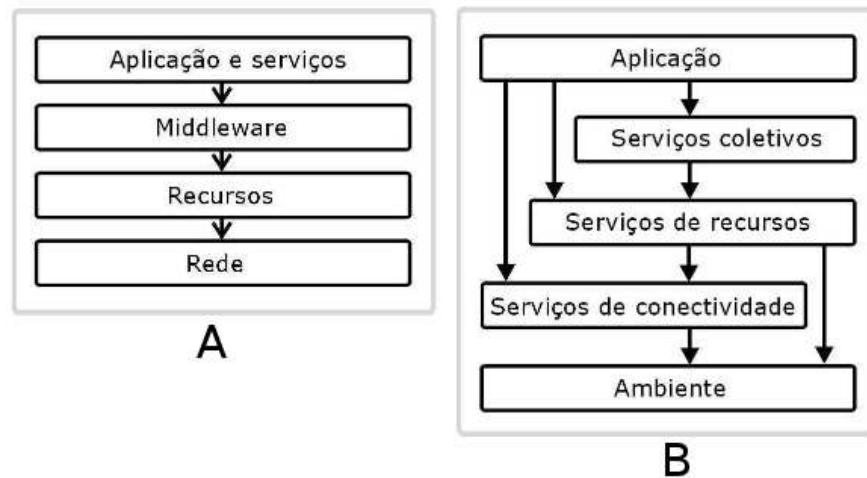 Aplicação e serviços
Middleware
Recursos
Rede
A
Aplicação
Serviços coletivos
Serviços de recursos
Serviços de conectividade
Ambiente
B